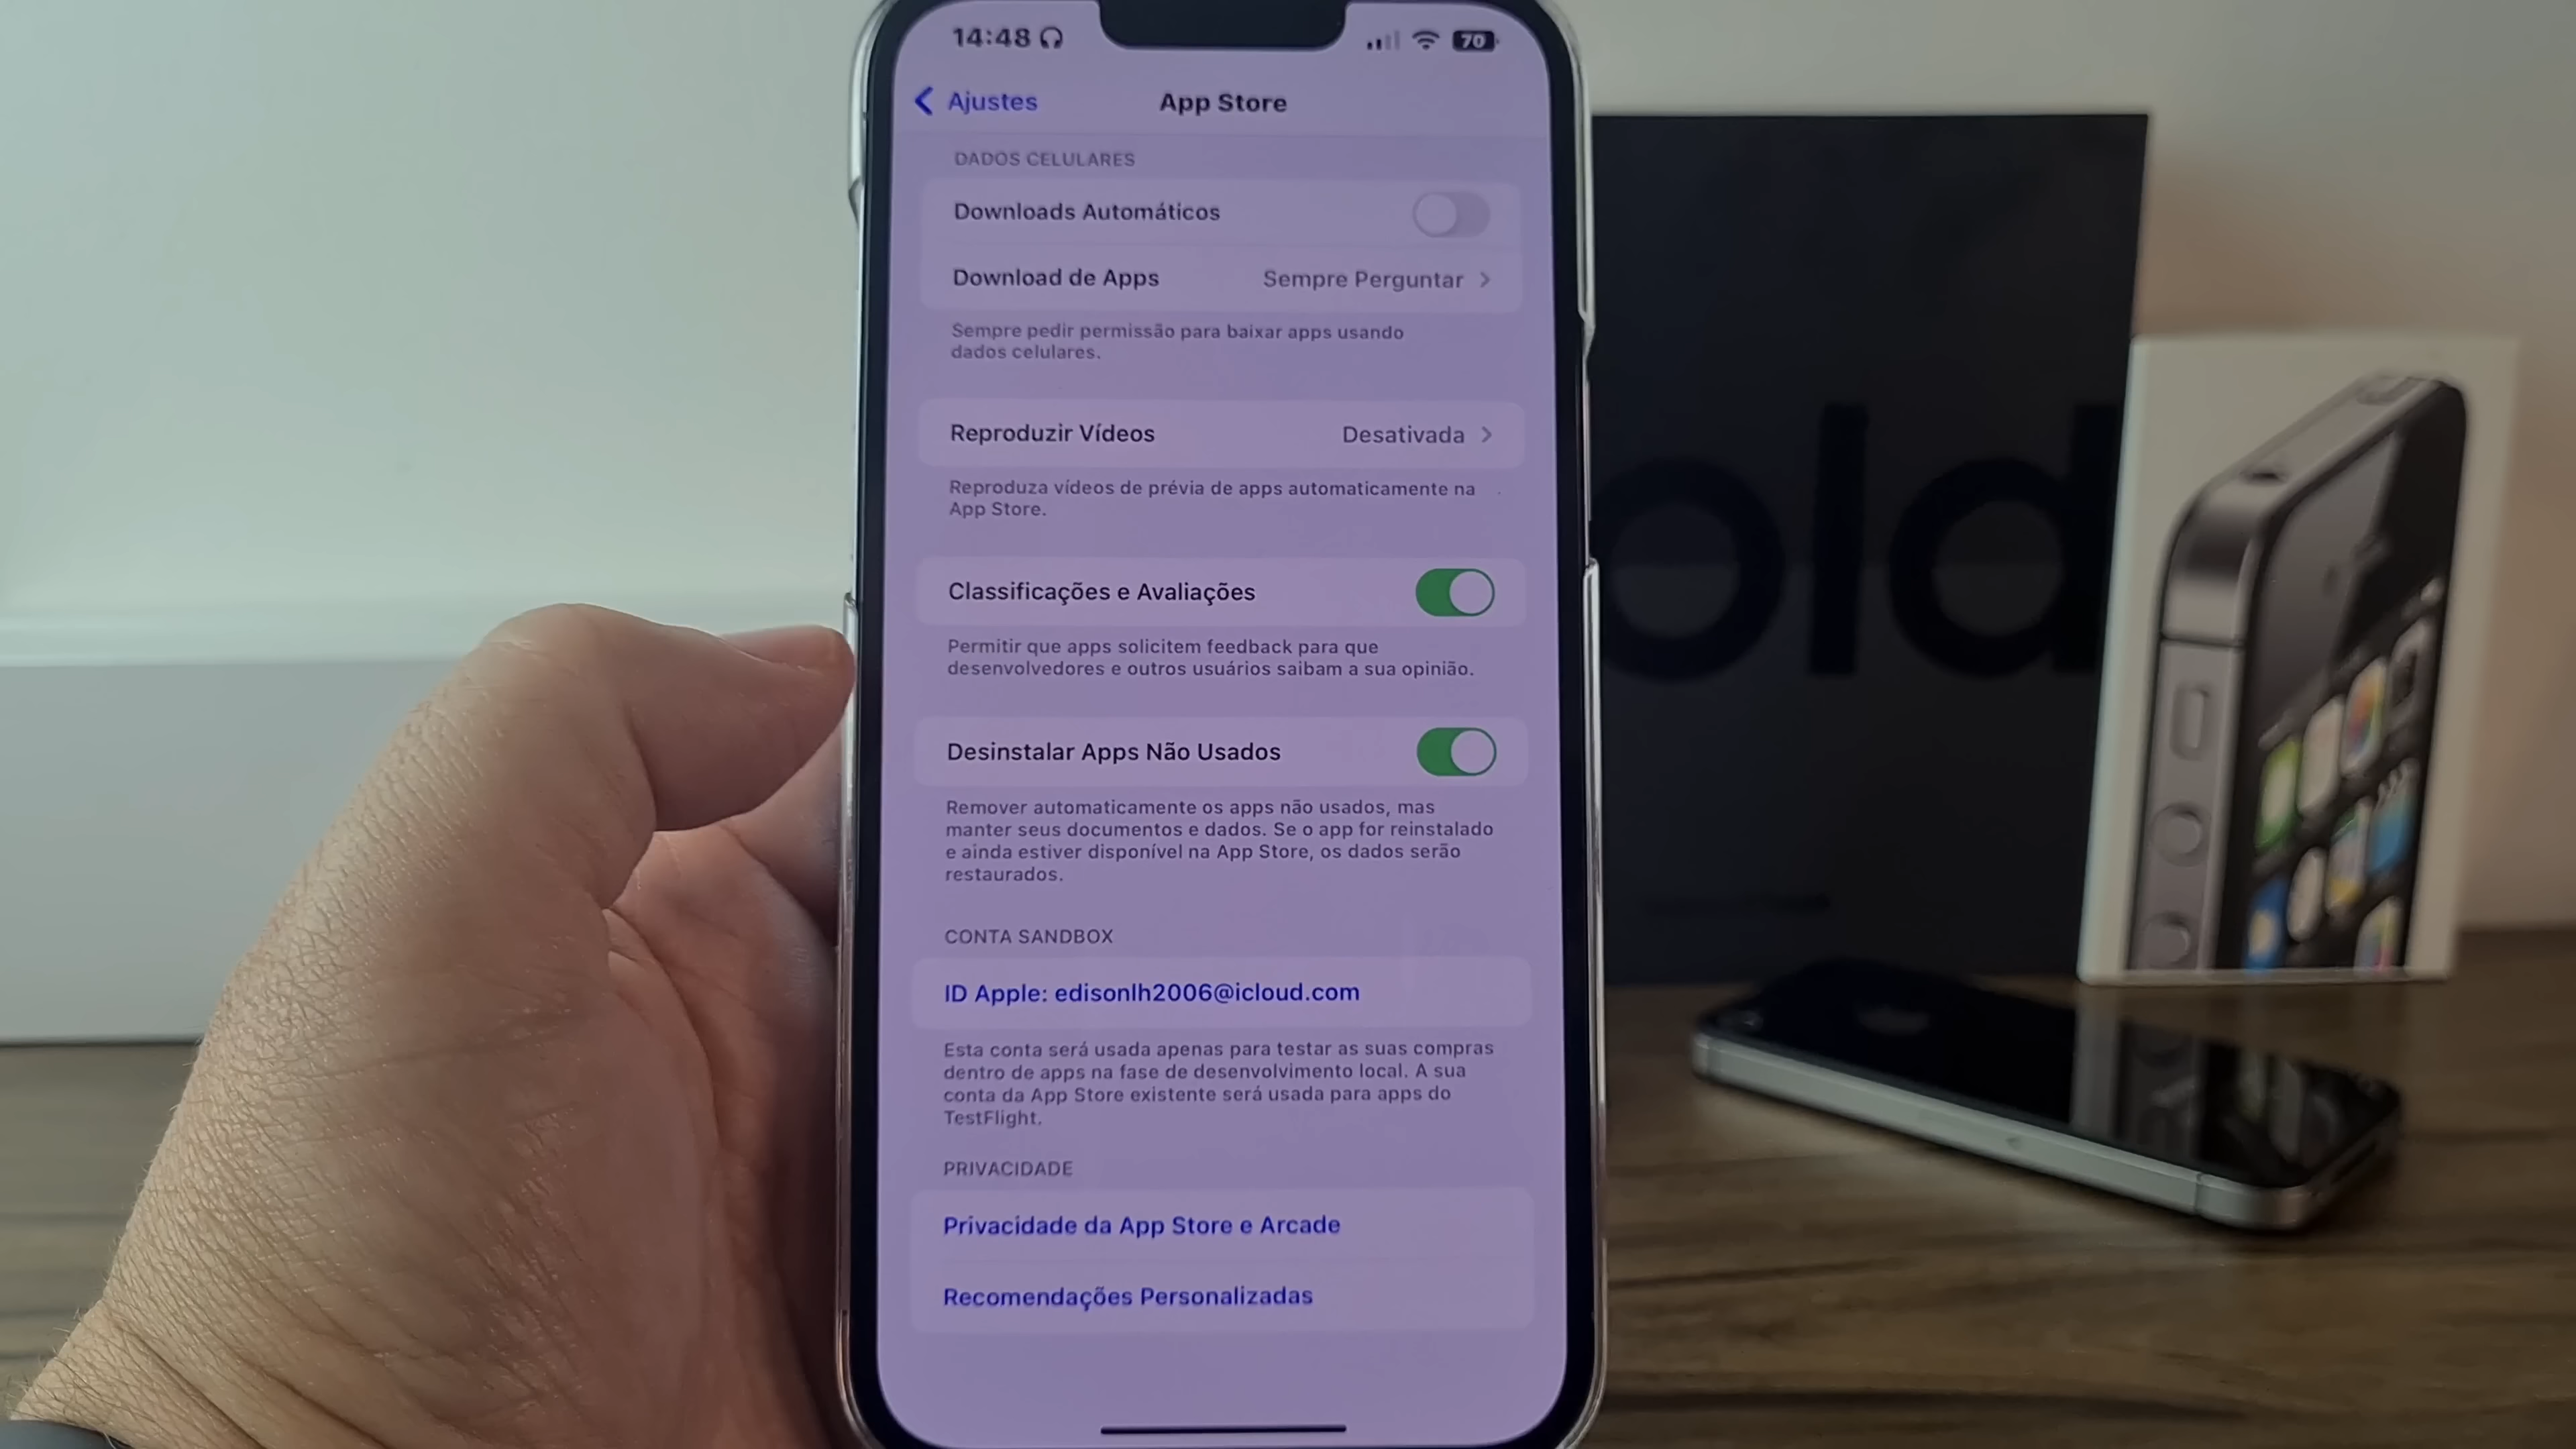 14:48
70
Ajustes
App Store
DADOS CELULARES
Downloads Automáticos
Download de Apps Sempre Perguntar
Sempre pedir permissão para baixar apps usando
dados celulares.
Reproduzir Vídeos Desativada
Reproduza vídeos de prévia de apps automaticamente na
App Store.
Classificações e Avaliações
Permitir que apps solicitem feedback para que
desenvolvedores e outros usuários saibam a sua opinião.
Desinstalar Apps Não Usados
Remover automaticamente os apps não usados, mas
manter seus documentos e dados. Se o app for reinstalado
e ainda estiver disponível na App Store, os dados serão
restaurados.
CONTA SANDBOX
ID Apple: edisonlh2006@icloud.com
Esta conta será usada apenas para testar as suas compras
dentro de apps na fase de desenvolvimento local. A sua
conta da App Store existente será usada para apps do
TestFlight.
PRIVACIDADE
Privacidade da App Store e Arcade
Recomendações Personalizadas
old